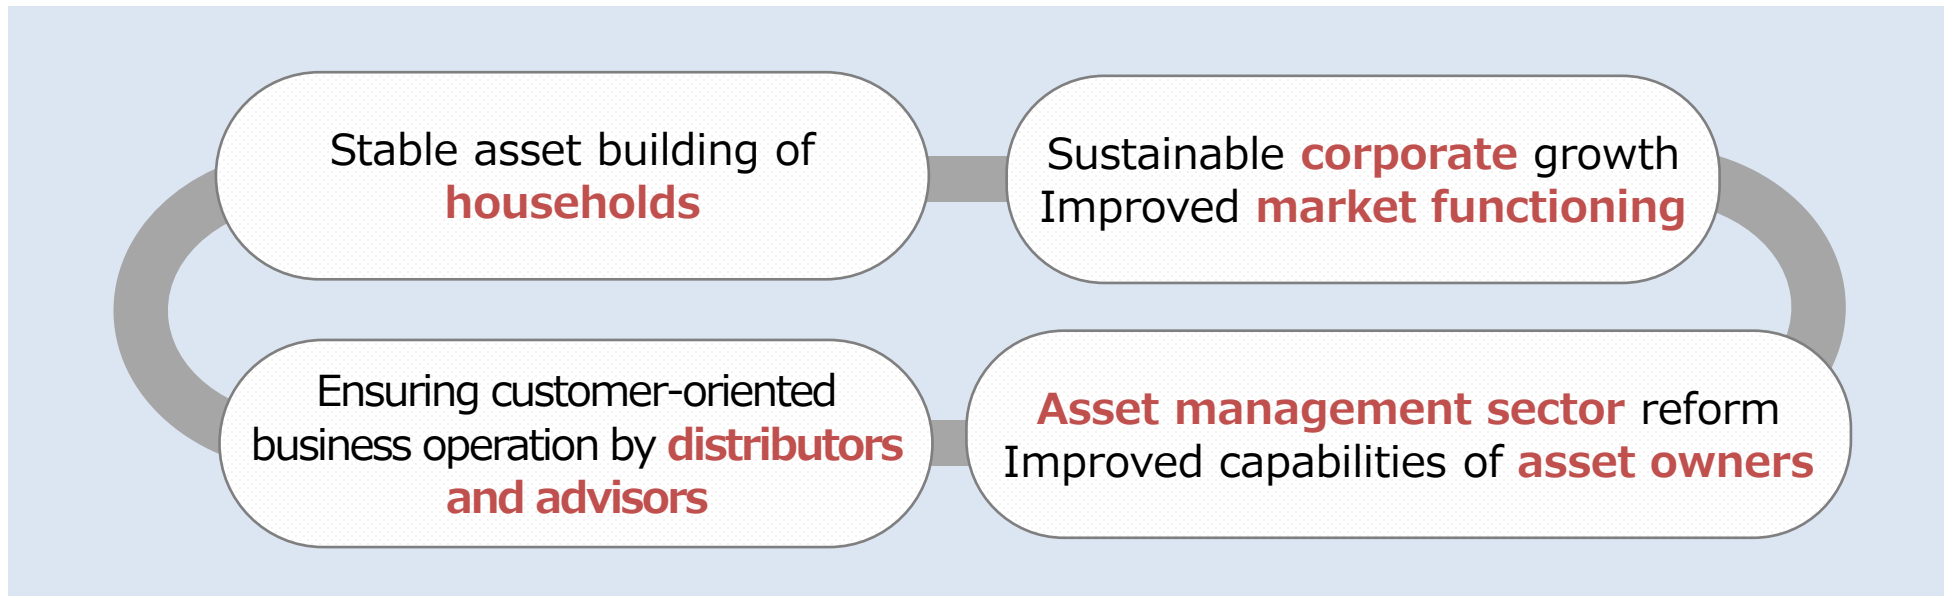 Stable asset building of
households
Sustainable corporate growth
Improved market functioning
Ensuring customer-oriented
business operation by distributors
and advisors
Asset management sector reform
Improved capabilities of asset owners